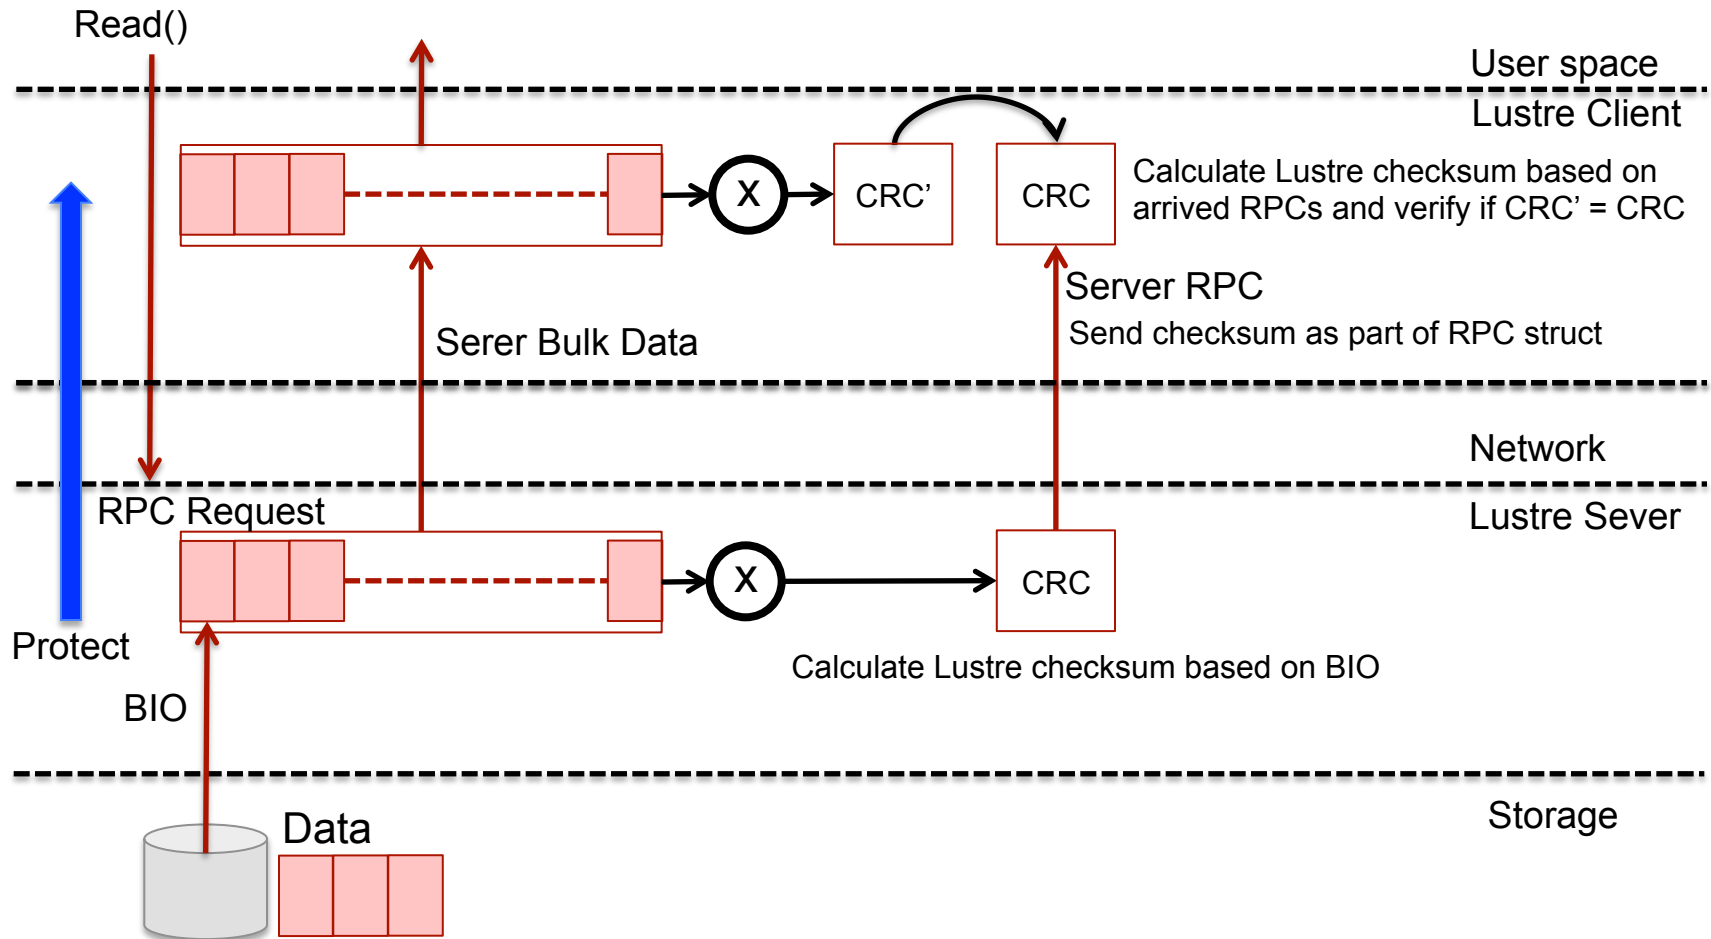 Read()
User space
Lustre Client
X
CRC’
CRC
Calculate Lustre checksum based on
arrived RPCs and verify if CRC’ = CRC
Server RPC
Send checksum as part of RPC struct
Serer Bulk Data
Network
RPC Request
Lustre Sever
X
CRC
Protect
Calculate Lustre checksum based on BIO
BIO
Storage
Data